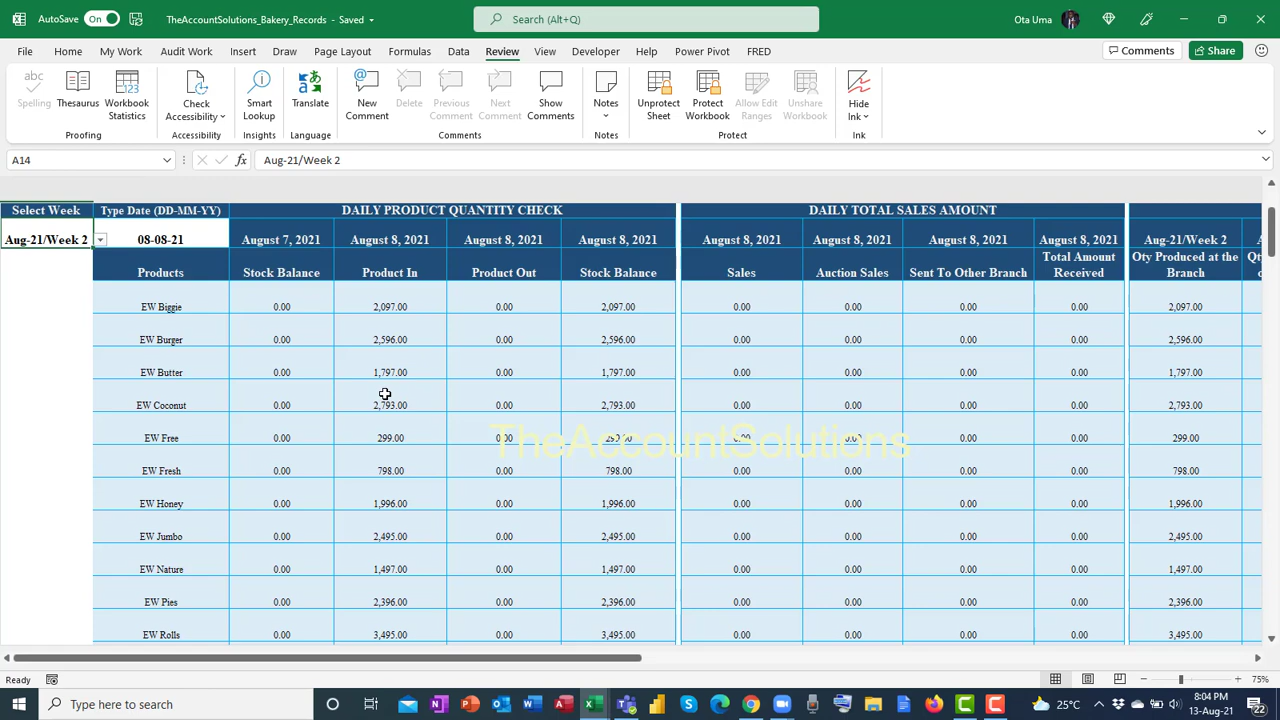 AutoSave On TheAccountSolutions_Bakery_Records - Saved Search (Alt+Q) Ota Uma
File Home My Work Audit Work Insert Draw Page Layout Formulas Data Review View Developer Help Power Pivot FRED Comments Share
Spelling Thesaurus Workbook Statistics Check Accessibility Smart Lookup Translate New Comment Delete Previous Comment Next Comment Show Comments Notes Unprotect Sheet Protect Workbook Allow Edit Ranges Unshare Workbook Hide Ink
Proofing Accessibility Insights Language Comments Notes Protect Ink
A14 fx Aug-21/Week 2
Select Week Type Date (DD-MM-YY) DAILY PRODUCT QUANTITY CHECK DAILY TOTAL SALES AMOUNT
Aug-21/Week 2 08-08-21 August 7, 2021 August 8, 2021 August 8, 2021 August 8, 2021 August 8, 2021 August 8, 2021 August 8, 2021 August 8, 2021 Aug-21/Week 2
Products Stock Balance Product In Product Out Stock Balance Sales Auction Sales Sent To Other Branch Total Amount Received Qty Produced at the Branch
EW Biggie 0.00 2,097.00 0.00 2,097.00 0.00 0.00 0.00 0.00 2,097.00
EW Burger 0.00 2,596.00 0.00 2,596.00 0.00 0.00 0.00 0.00 2,596.00
EW Butter 0.00 1,797.00 0.00 1,797.00 0.00 0.00 0.00 0.00 1,797.00
EW Coconut 0.00 2,793.00 0.00 2,793.00 0.00 0.00 0.00 0.00 2,793.00
EW Free 0.00 299.00 0.00 299.00 0.00 0.00 0.00 0.00 299.00
TheAccountSolutions
EW Fresh 0.00 798.00 0.00 798.00 0.00 0.00 0.00 0.00 798.00
EW Honey 0.00 1,996.00 0.00 1,996.00 0.00 0.00 0.00 0.00 1,996.00
EW Jumbo 0.00 2,495.00 0.00 2,495.00 0.00 0.00 0.00 0.00 2,495.00
EW Nature 0.00 1,497.00 0.00 1,497.00 0.00 0.00 0.00 0.00 1,497.00
EW Pies 0.00 2,396.00 0.00 2,396.00 0.00 0.00 0.00 0.00 2,396.00
EW Rolls 0.00 3,495.00 0.00 3,495.00 0.00 0.00 0.00 0.00 3,495.00
Ready 75%
Type here to search 25°C 8:04 PM
13-Aug-21 22